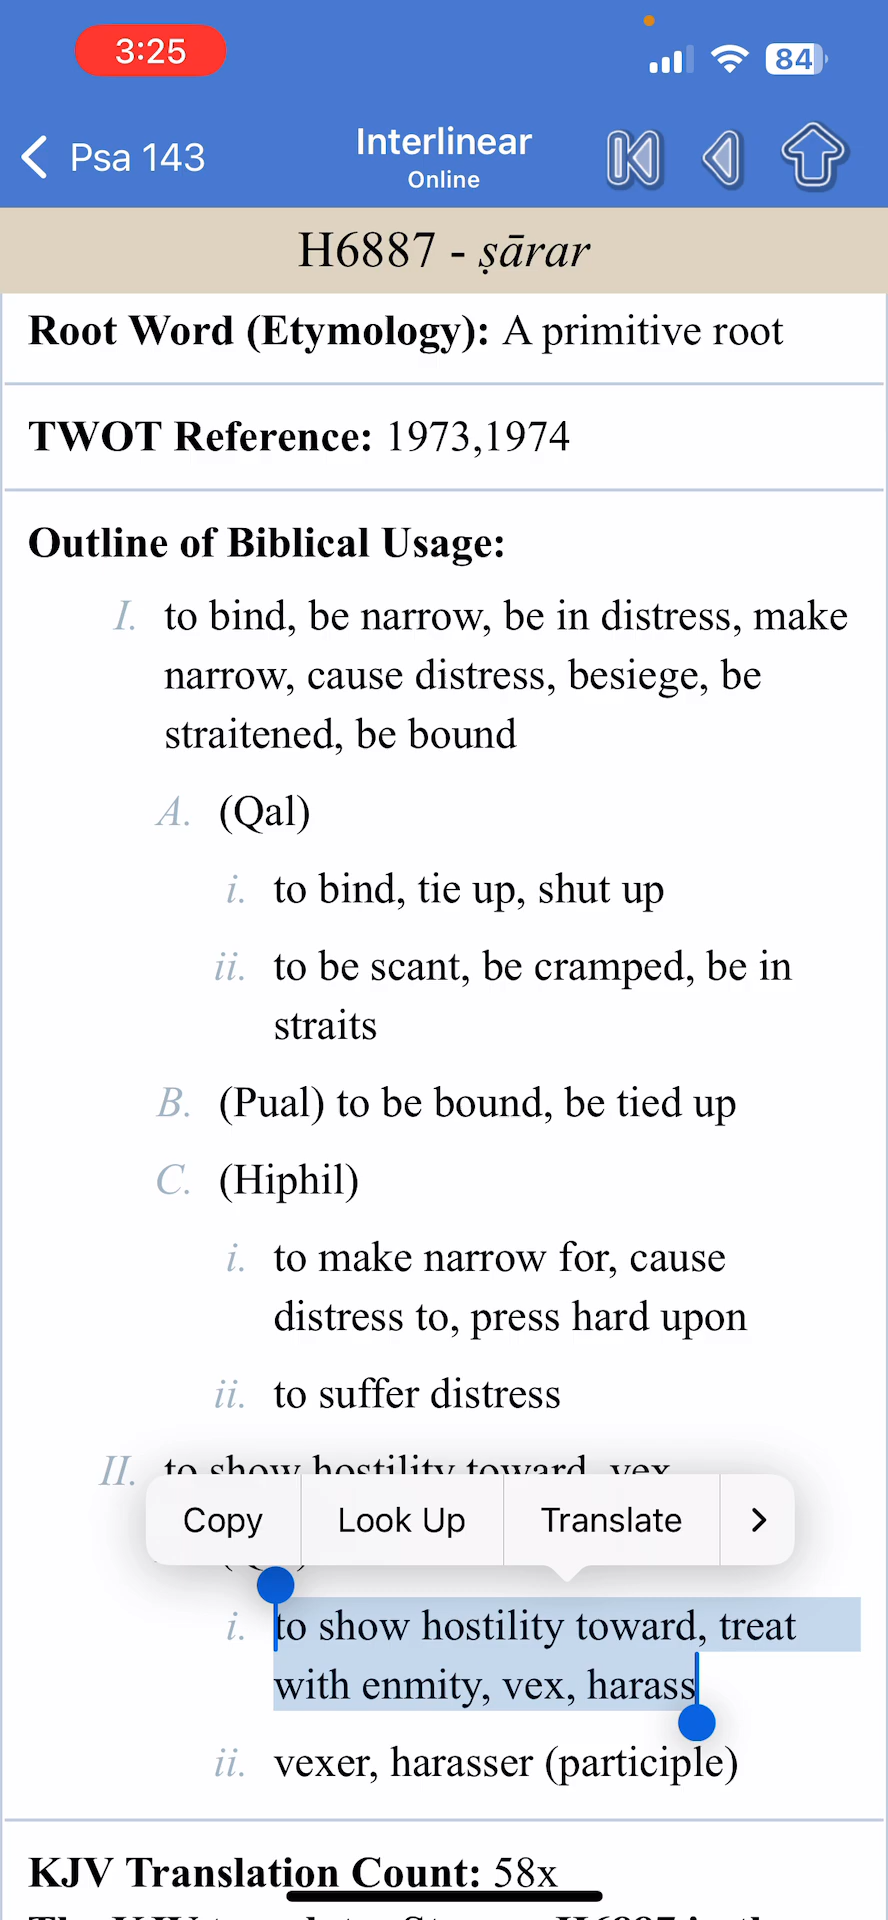 3:25
84
Psa 143
Interlinear
Online
H6887 - ṣārar
Root Word (Etymology): A primitive root
TWOT Reference: 1973,1974
Outline of Biblical Usage:
I. to bind, be narrow, be in distress, make
narrow, cause distress, besiege, be
straitened, be bound
A. (Qal)
i. to bind, tie up, shut up
ii. to be scant, be cramped, be in
straits
B. (Pual) to be bound, be tied up
C. (Hiphil)
i. to make narrow for, cause
distress to, press hard upon
ii. to suffer distress
II. to show hostility toward, vex
Copy Look Up Translate
i. to show hostility toward, treat
with enmity, vex, harass
ii. vexer, harasser (participle)
KJV Translation Count: 58x